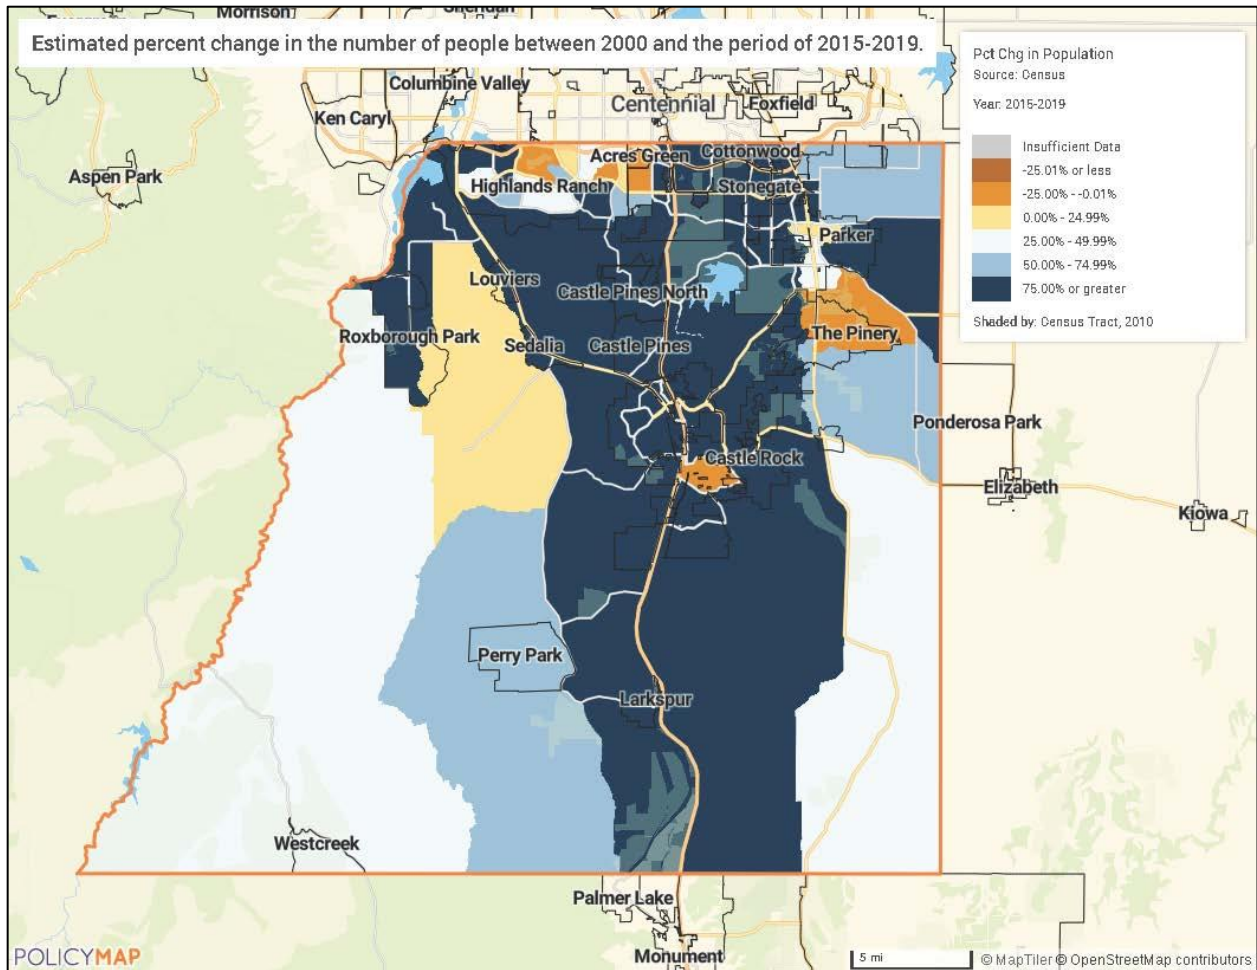 Morrison
Sheridan
Estimated percent change in the number of people between 2000 and the period of 2015-2019.
Pct Chg in Population
Source: Census
Year: 2015-2019
Insufficient Data
-25.01% or less
-25.00% - -0.01%
0.00% - 24.99%
25.00% - 49.99%
50.00% - 74.99%
75.00% or greater
Shaded by: Census Tract, 2010
Columbine Valley
Centennial
Foxfield
Ken Caryl
Aspen Park
Acres Green
Cottonwood
Highlands Ranch
Stonegate
Parker
Louviers
Castle Pines North
Roxborough Park
Sedalia
Castle Pines
The Pinery
Ponderosa Park
Castle Rock
Elizabeth
Kiowa
Perry Park
Larkspur
Westcreek
Palmer Lake
Monument
POLICYMAP
5 mi
© MapTiler © OpenStreetMap contributors